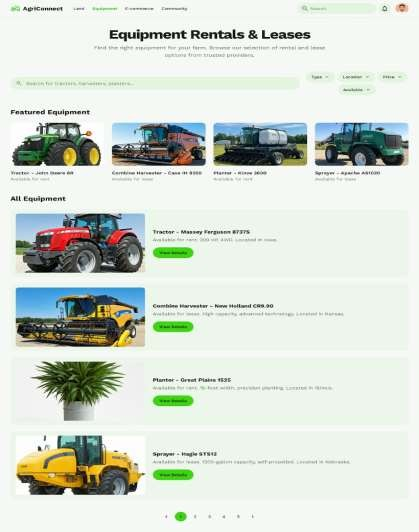 AgriConnect
Land
Equipment
E-commerce
Community
Search
Equipment Rentals & Leases
Find the right equipment for your farm. Browse our selection of rental and lease
options from trusted providers.
Search for tractors, harvesters, planters...
Type
Location
Price
Available
Featured Equipment
Tractor - John Deere 8R
Available for rent
Combine Harvester - Case IH 8250
Available for lease
Planter - Kinze 3600
Available for rent
Sprayer - Apache AS1020
Available for lease
All Equipment
Tractor - Massey Ferguson 8737S
Available for rent. 300 HP, 4WD. Located in Iowa.
View Details
Combine Harvester - New Holland CR9.90
Available for lease. High capacity, advanced technology. Located in Kansas.
View Details
Planter - Great Plains 1525
Available for rent. 15-foot width, precision planting. Located in Illinois.
View Details
Sprayer - Hagie STS12
Available for lease. 1200-gallon capacity, self-propelled. Located in Nebraska.
View Details
1 2 3 4 5